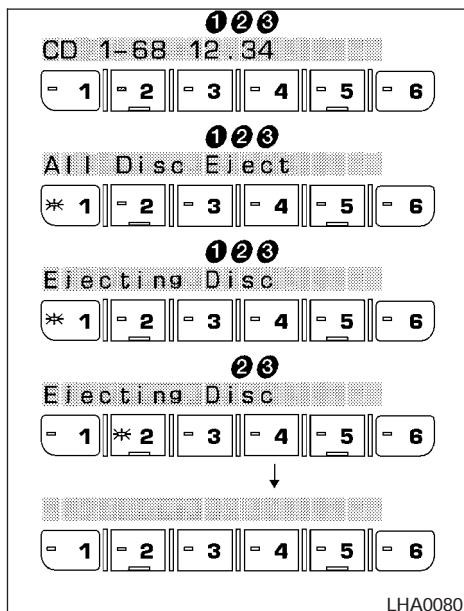 ❶❷❸
CD 1-68 12.34
1 2 3 4 5 6
❶❷❸
All Disc Eject
1 2 3 4 5 6
❶❷❸
Ejecting Disc
1 2 3 4 5 6
❷❸
Ejecting Disc
1 2 3 4 5 6
1 2 3 4 5 6
LHA0080